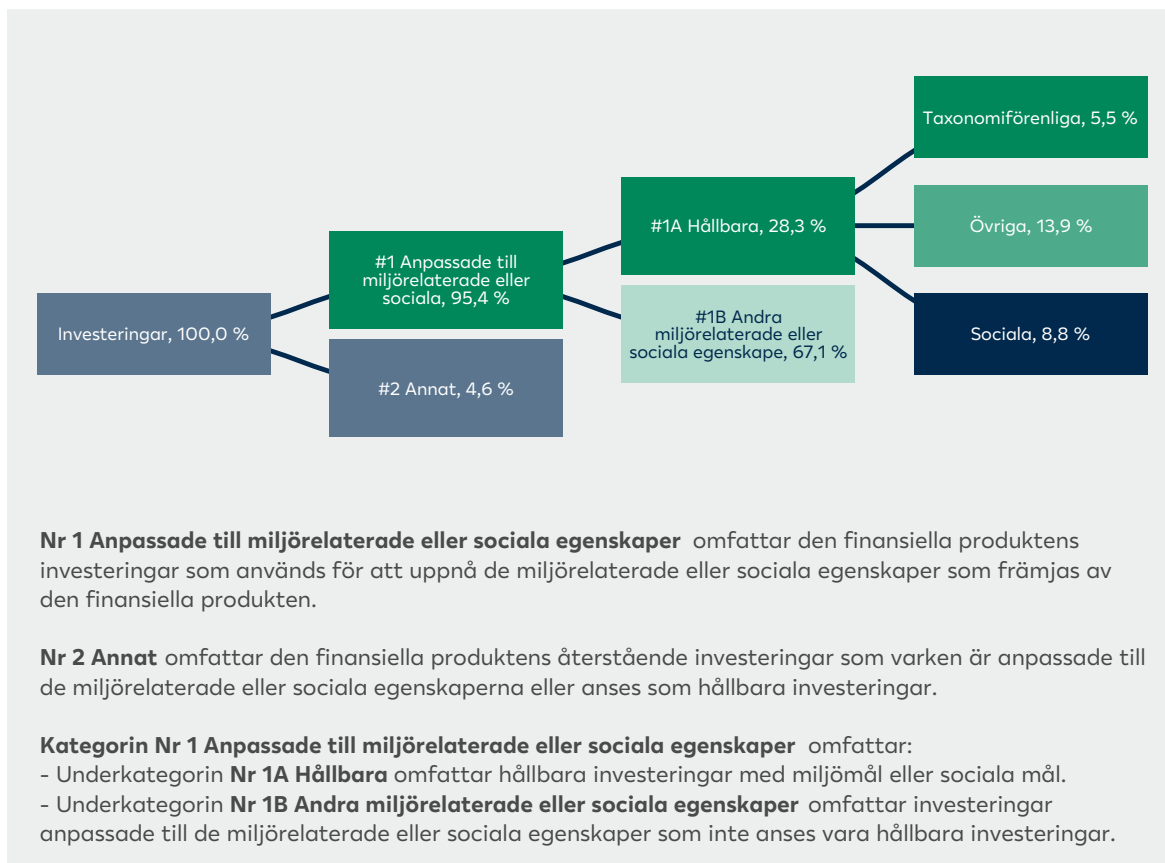 Investeringar, 100,0 %
#1 Anpassade till
miljörelaterade eller
sociala, 95,4 %
#2 Annat, 4,6 %
#1A Hållbara, 28,3 %
#1B Andra
miljörelaterade eller
sociala egenskape, 67,1 %
Taxonomiförenliga, 5,5 %
Övriga, 13,9 %
Sociala, 8,8 %
Nr 1 Anpassade till miljörelaterade eller sociala egenskaper omfattar den finansiella produktens
investeringar som används för att uppnå de miljörelaterade eller sociala egenskaper som främjas av
den finansiella produkten.
Nr 2 Annat omfattar den finansiella produktens återstående investeringar som varken är anpassade till
de miljörelaterade eller sociala egenskaperna eller anses som hållbara investeringar.
Kategorin Nr 1 Anpassade till miljörelaterade eller sociala egenskaper omfattar:
- Underkategorin Nr 1A Hållbara omfattar hållbara investeringar med miljömål eller sociala mål.
- Underkategorin Nr 1B Andra miljörelaterade eller sociala egenskaper omfattar investeringar
anpassade till de miljörelaterade eller sociala egenskaper som inte anses vara hållbara investeringar.